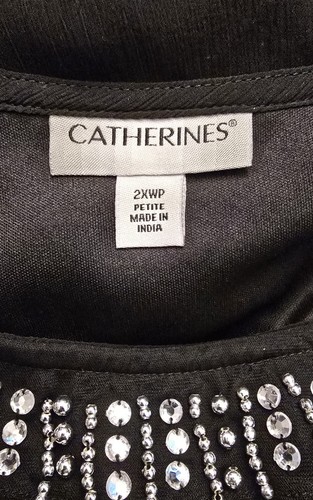 CATHERINES®
2XWP
PETITE
MADE IN
INDIA